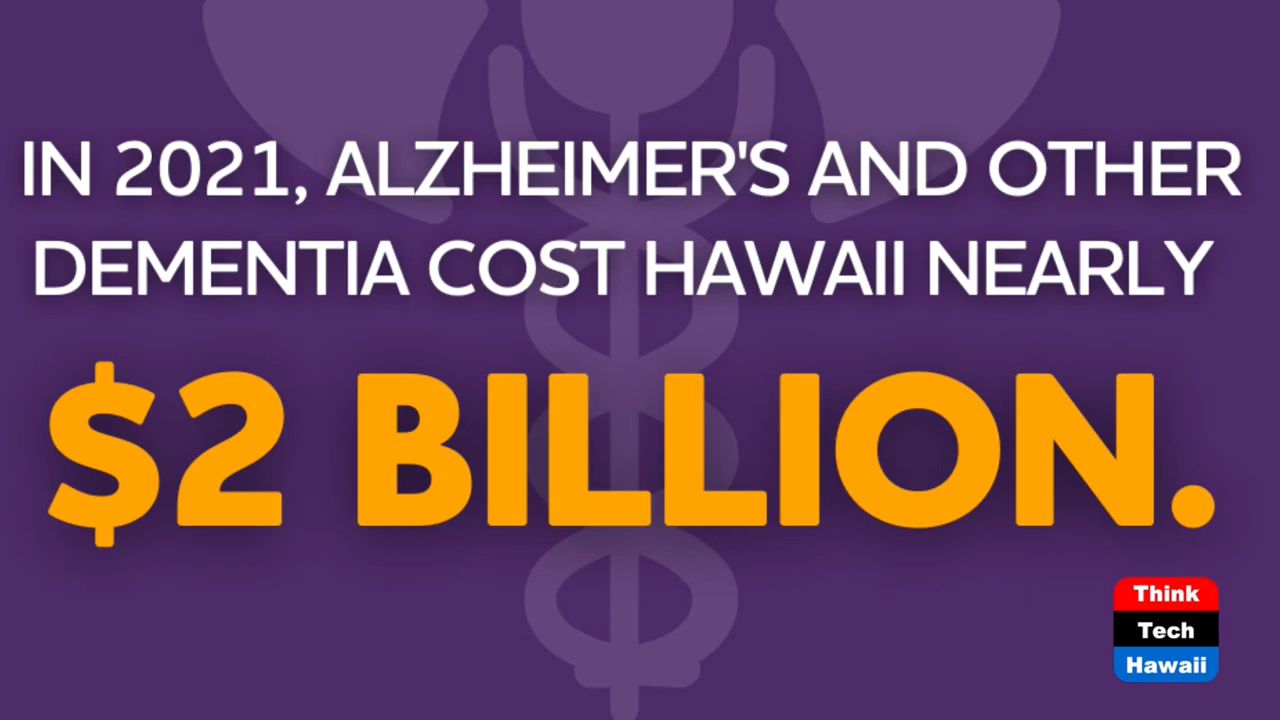 IN 2021, ALZHEIMER'S AND OTHER
DEMENTIA COST HAWAII NEARLY
$2 BILLION.
Think
Tech
Hawaii